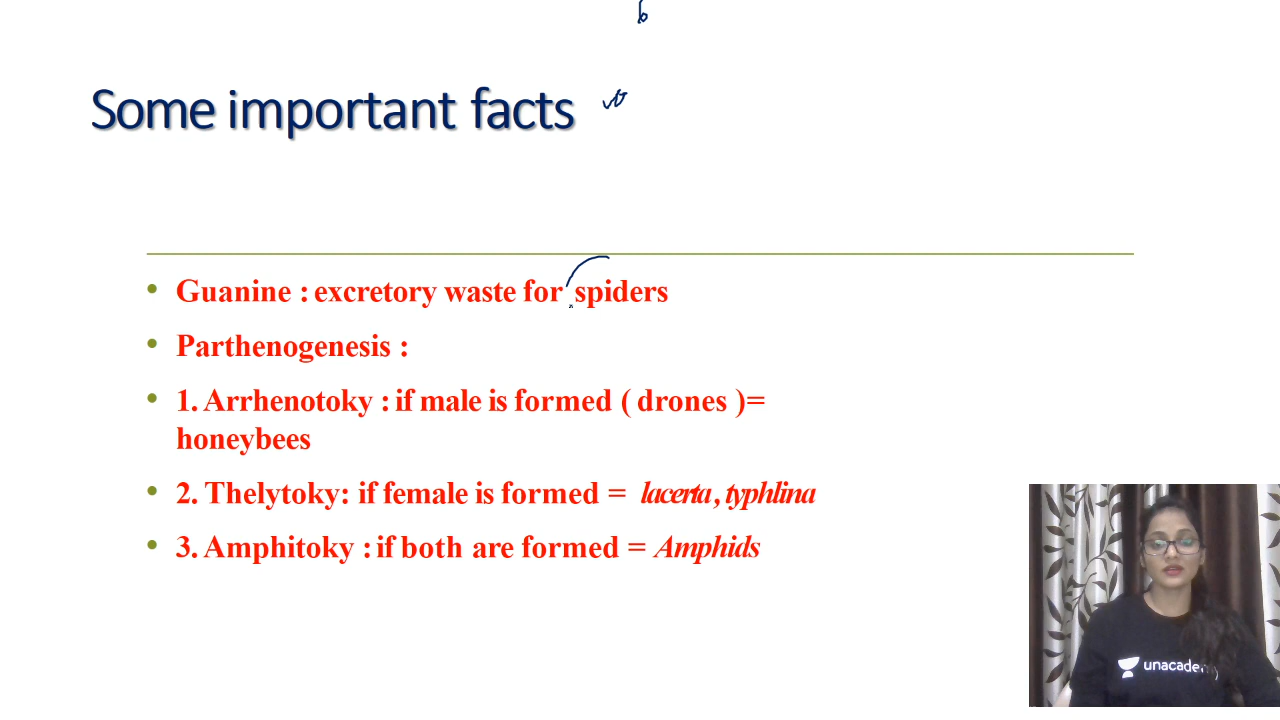 Some important facts
• Guanine : excretory waste for spiders
• Parthenogenesis :
• 1. Arrhenotoky : if male is formed ( drones )=
honeybees
• 2. Thelytoky: if female is formed = lacerta, typhlina
• 3. Amphitoky : if both are formed = Amphids
unacademy